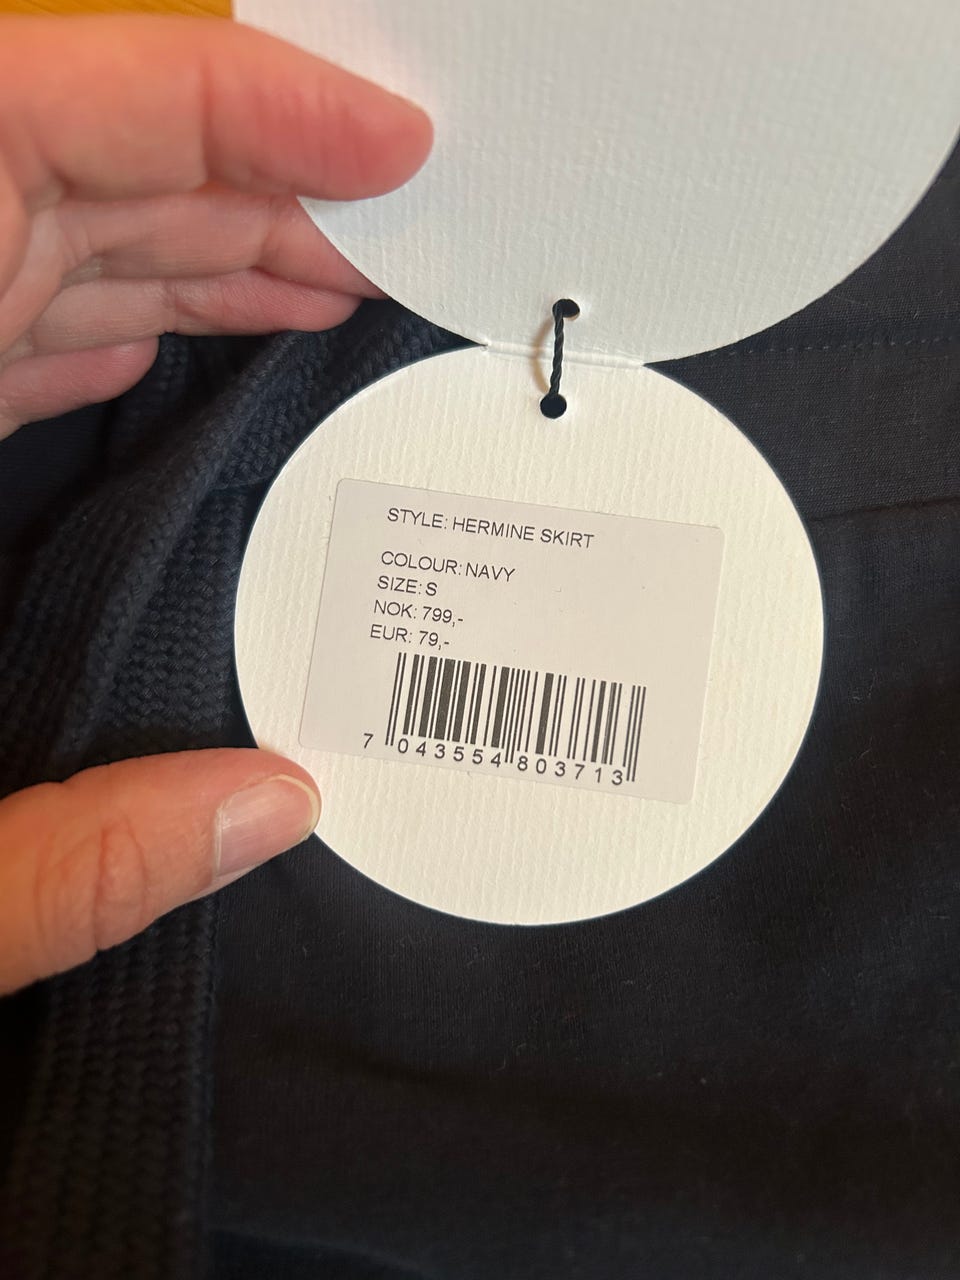 STYLE: HERMINE SKIRT
COLOUR: NAVY
SIZE: S
NOK: 799,-
EUR: 79,-
7 043554 803713